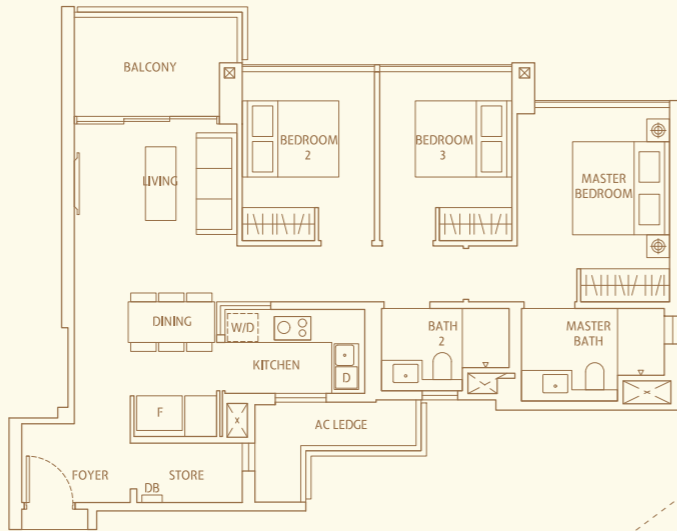 BALCONY
BEDROOM
2
BEDROOM
3
LIVING
MASTER
BEDROOM
DINING
W/D
BATH
2
MASTER
BATH
KITCHEN
D
F
X
AC LEDGE
FOYER
STORE
DB